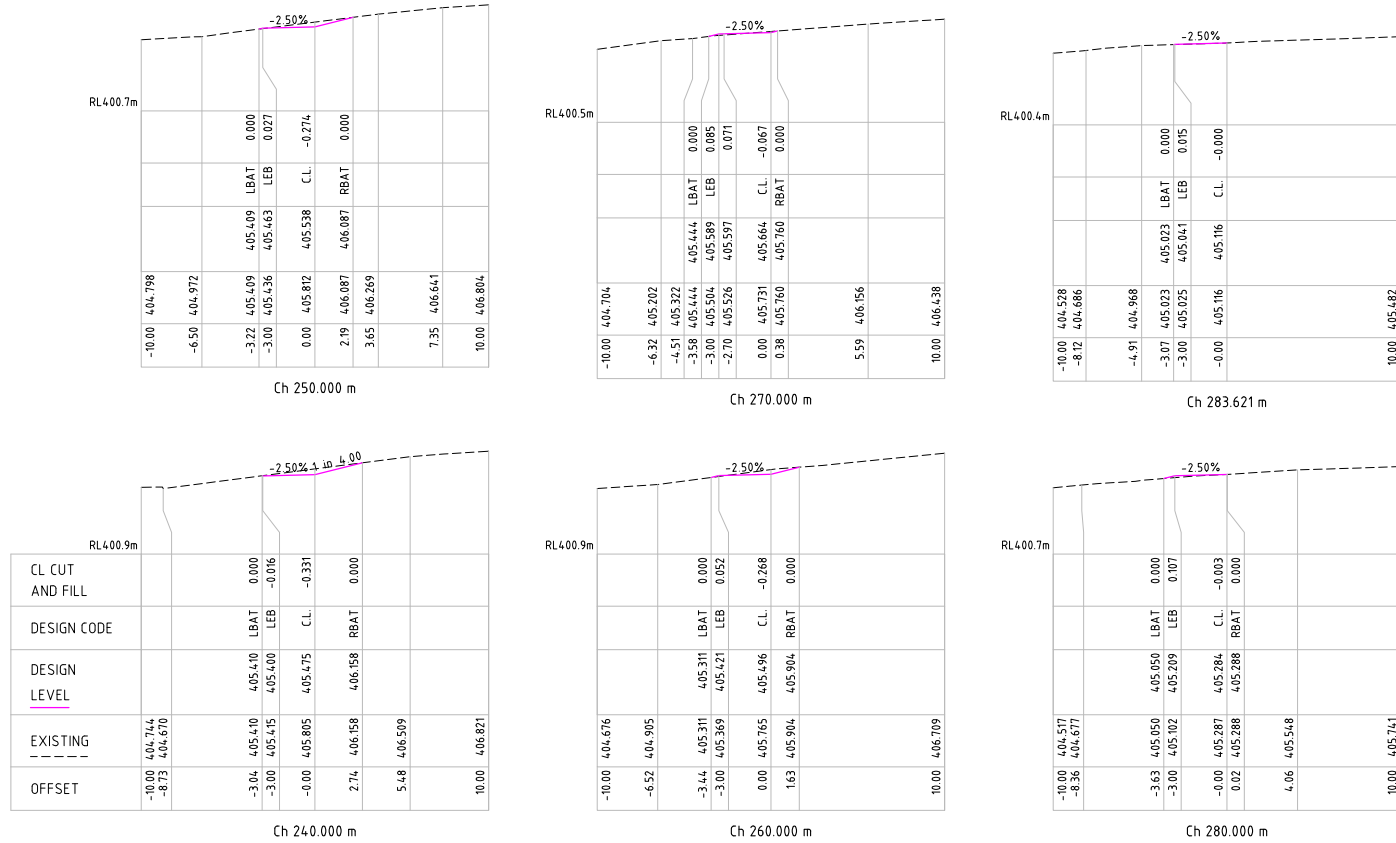 -2.50%
RL400.7m
0.000 0.027 -0.274 0.000
LBAT LEB C.L. RBAT
405.409 405.463 405.538 406.087
404.798 404.972 405.409 405.436 405.812 406.087 406.269 406.641 406.804
-10.00 -6.50 -3.22 -3.00 0.00 2.19 3.65 7.35 10.00
Ch 250.000 m
-2.50%
RL400.5m
0.000 0.085 0.071 -0.067 0.000
LBAT LEB C.L. RBAT
405.444 405.589 405.597 405.664 405.760
404.704 405.202 405.322 405.444 405.504 405.526 405.731 405.760 406.156 406.438
-10.00 -6.32 -4.51 -3.58 -3.00 -2.70 0.00 0.38 5.59 10.00
Ch 270.000 m
-2.50%
RL400.4m
0.000 0.015 -0.000
LBAT LEB C.L.
405.023 405.041 405.116
404.528 404.686 404.968 405.023 405.025 405.116 405.482
-10.00 -8.12 -4.91 -3.07 -3.00 -0.00 10.00
Ch 283.621 m
-2.50% 1 in 4.00
RL400.9m
CL CUT
AND FILL
0.000 -0.016 -0.331 0.000
DESIGN CODE
LBAT LEB C.L. RBAT
DESIGN
LEVEL
405.410 405.400 405.475 406.158
EXISTING
404.744 404.670 405.410 405.415 405.805 406.158 406.509 406.821
OFFSET
-10.00 -8.73 -3.04 -3.00 -0.00 2.74 5.48 10.00
Ch 240.000 m
-2.50%
RL400.9m
0.000 0.052 -0.268 0.000
LBAT LEB C.L. RBAT
405.311 405.421 405.496 405.904
404.676 404.905 405.311 405.369 405.765 405.904 406.709
-10.00 -6.52 -3.44 -3.00 0.00 1.63 10.00
Ch 260.000 m
-2.50%
RL400.7m
0.000 0.107 -0.003 0.000
LBAT LEB C.L. RBAT
405.050 405.209 405.284 405.288
404.517 404.677 405.050 405.102 405.287 405.288 405.548 405.741
-10.00 -8.36 -3.63 -3.00 -0.00 0.02 4.06 10.00
Ch 280.000 m